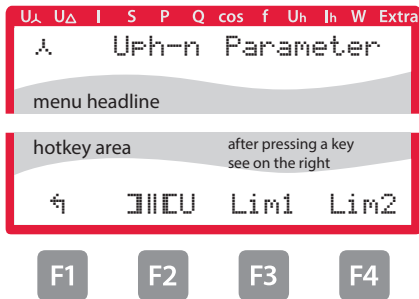 U⅄ U∆ I S P Q cos f Uh Ih W Extra
⅄ Uph-n Parameter
menu headline
hotkey area
after pressing a key
see on the right
↰ ]||[U Lim1 Lim2
F1 F2 F3 F4